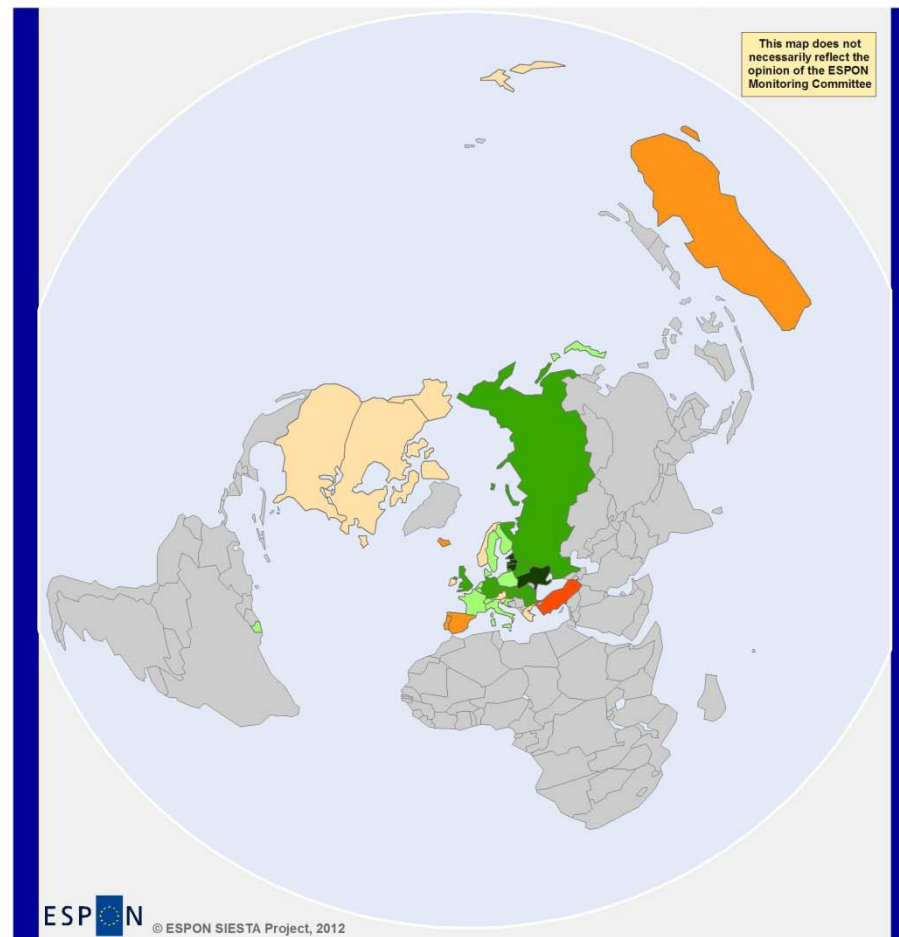 This map does not
necessarily reflect the
opinion of the ESPON
Monitoring Committee
ESPON
© ESPON SIESTA Project, 2012